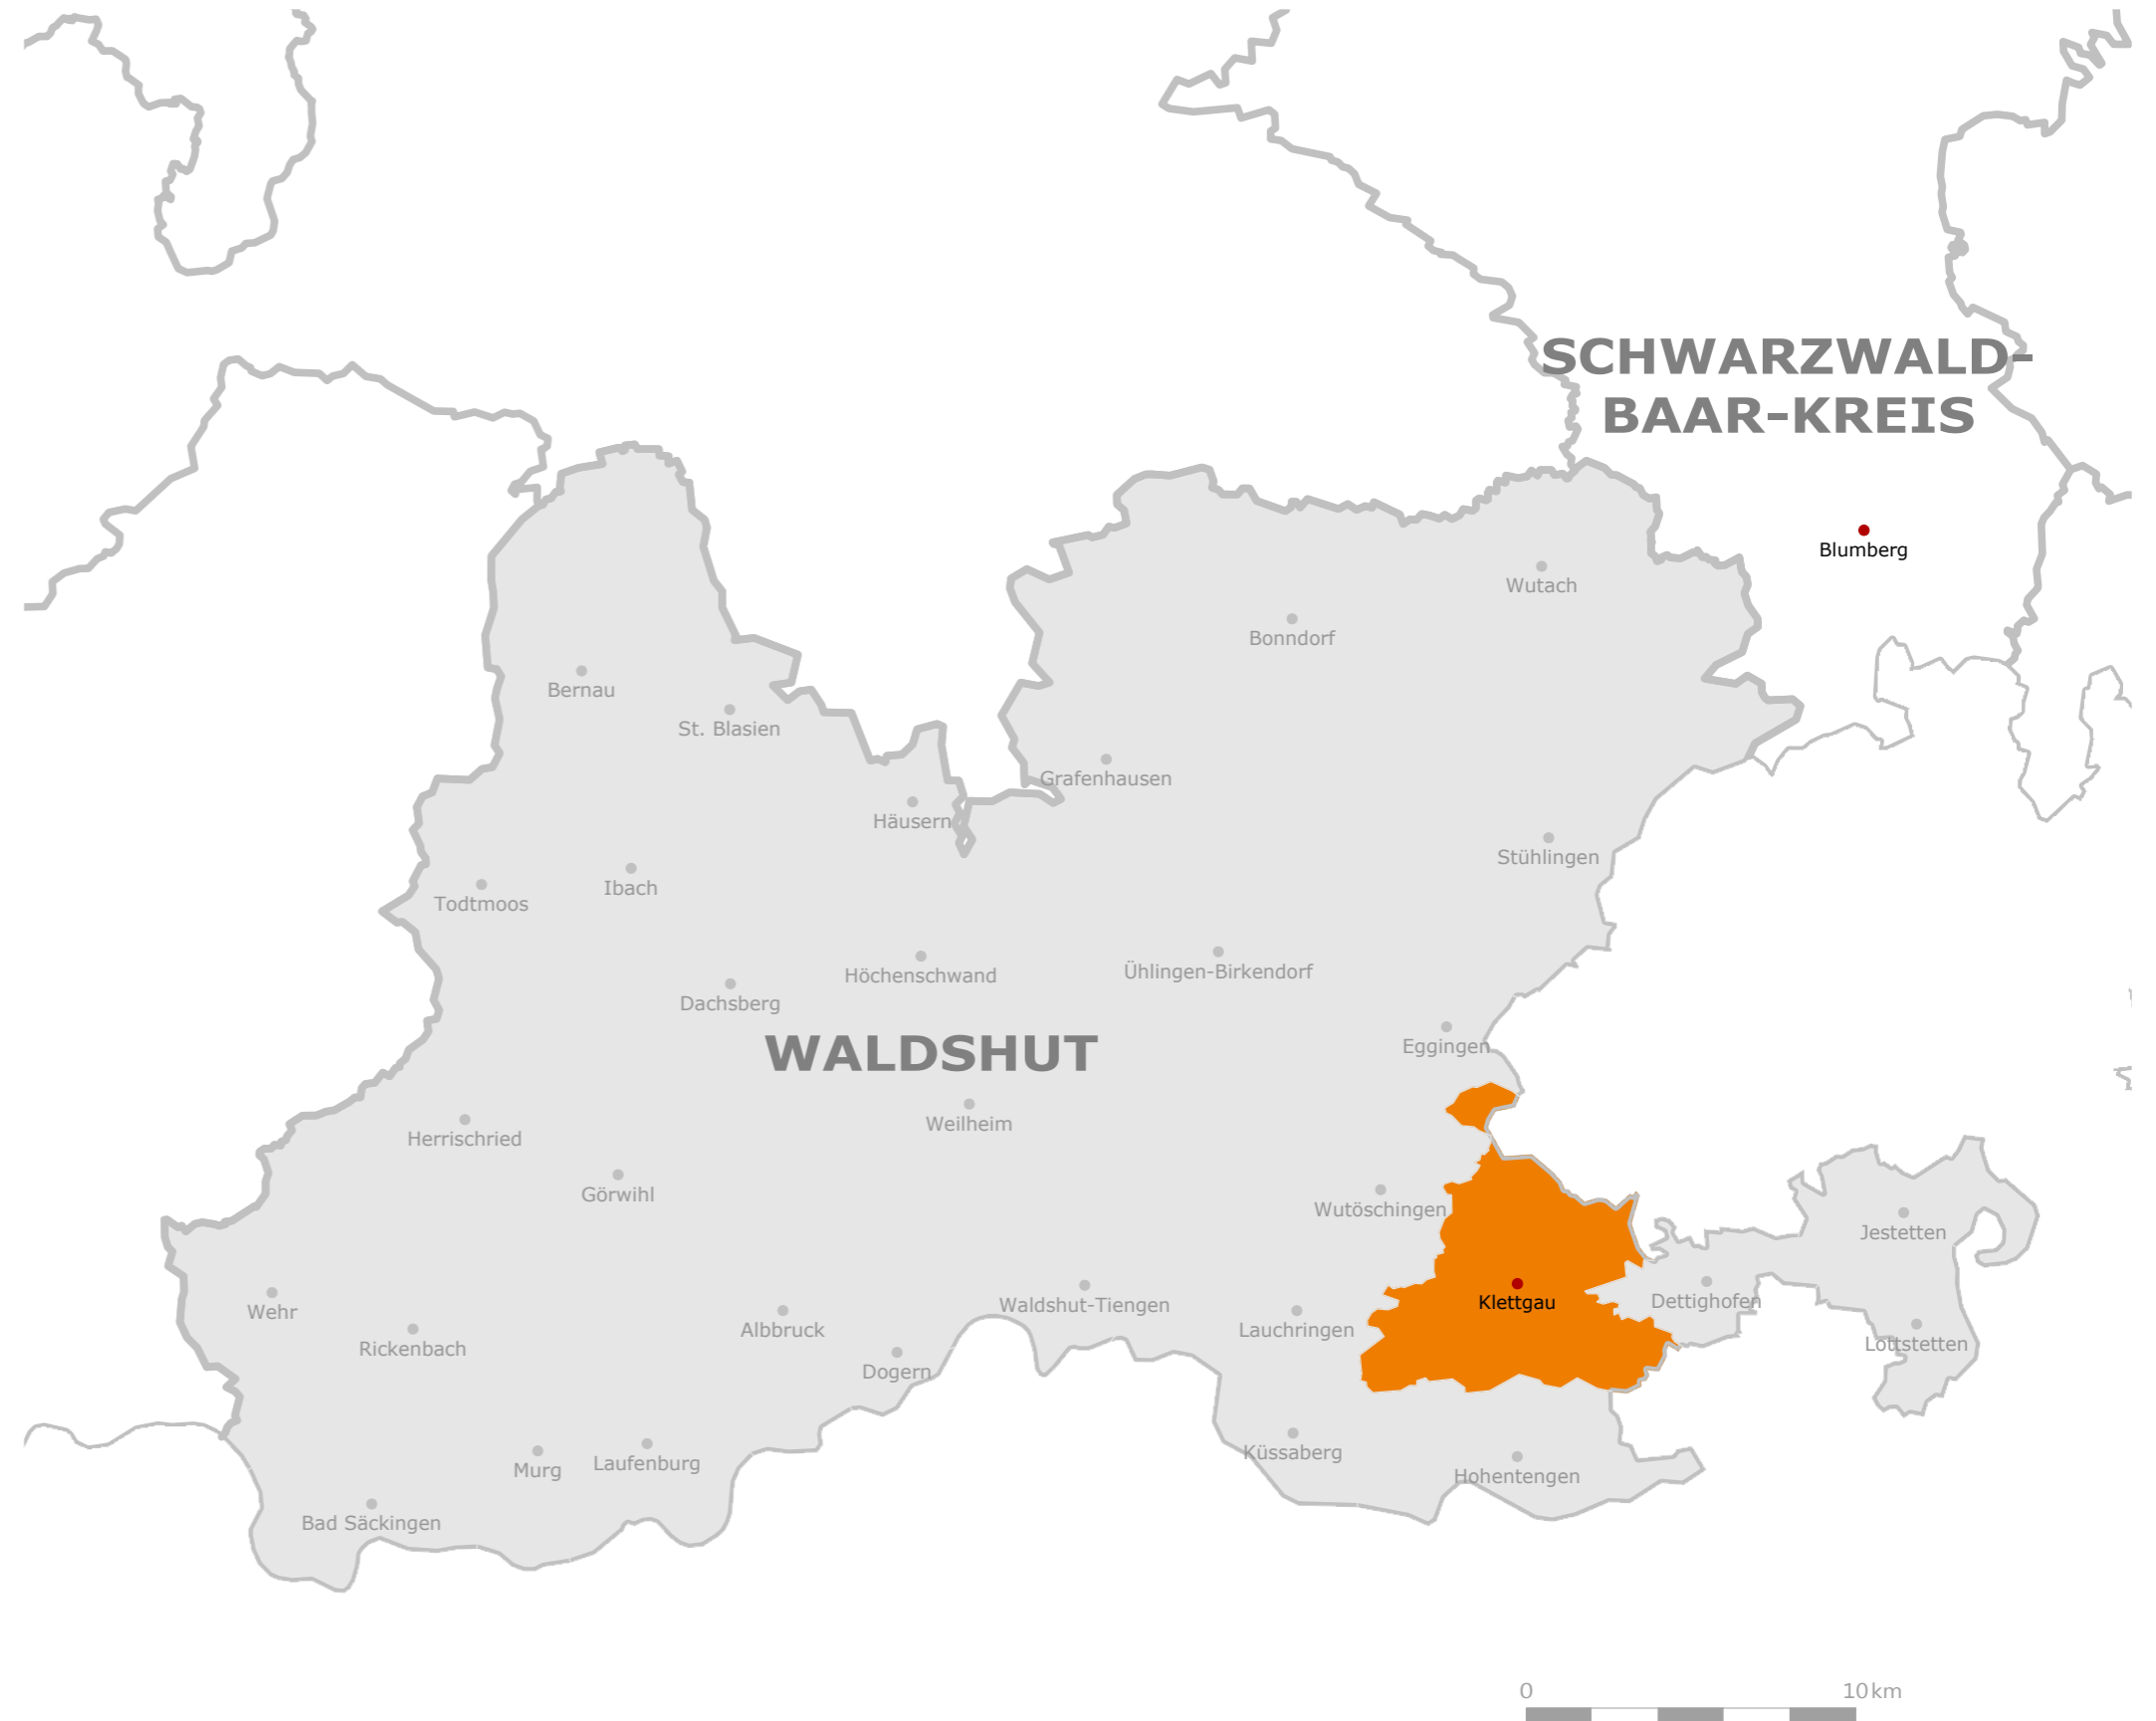 SCHWARZWALD-
BAAR-KREIS
Blumberg
Wutach
Bonndorf
Bernau
St. Blasien
Grafenhausen
Häusern
Stühlingen
Ibach
Todtmoos
Ühlingen-Birkendorf
Höchenschwand
Dachsberg
WALDSHUT
Eggingen
Weilheim
Herrischried
Görwihl
Wutöschingen
Jestetten
Klettgau
Dettighofen
Waldshut-Tiengen
Wehr
Albbruck
Lauchringen
Lottstetten
Rickenbach
Dogern
Küssaberg
Laufenburg
Murg
Hohentengen
Bad Säckingen
0 10 km